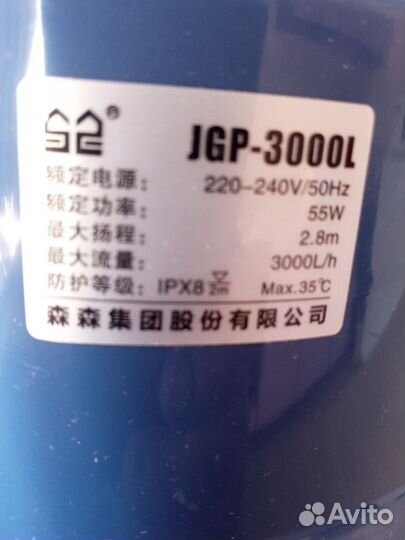 ® JGP-3000L
额定电源: 220-240V/50Hz
额定功率: 55W
最大扬程: 2.8m
最大流量: 3000L/h
防护等级: IPX8 2m Max.35℃
森森集团股份有限公司
Avito